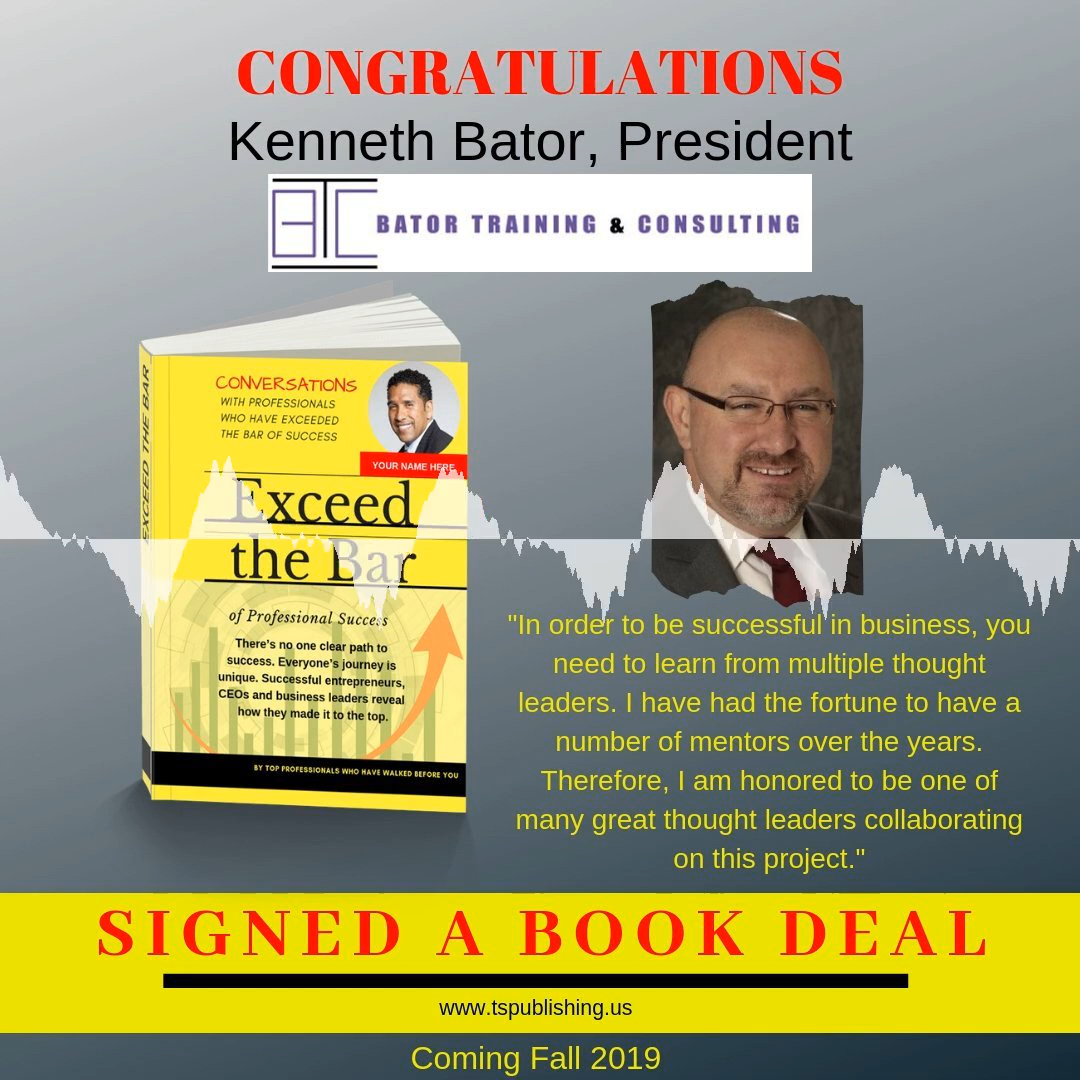 CONGRATULATIONS
Kenneth Bator, President
BTC
BATOR TRAINING & CONSULTING
EXCEED THE BAR
CONVERSATIONS
WITH PROFESSIONALS
WHO HAVE EXCEEDED
THE BAR OF SUCCESS
YOUR NAME HERE
Exceed
the Bar
of Professional Success
There's no one clear path to
success. Everyone's journey is
unique. Successful entrepreneurs,
CEOs and business leaders reveal
how they made it to the top.
BY TOP PROFESSIONALS WHO HAVE WALKED BEFORE YOU
"In order to be successful in business, you
need to learn from multiple thought
leaders. I have had the fortune to have a
number of mentors over the years.
Therefore, I am honored to be one of
many great thought leaders collaborating
on this project."
SIGNED A BOOK DEAL
www.tspublishing.us
Coming Fall 2019